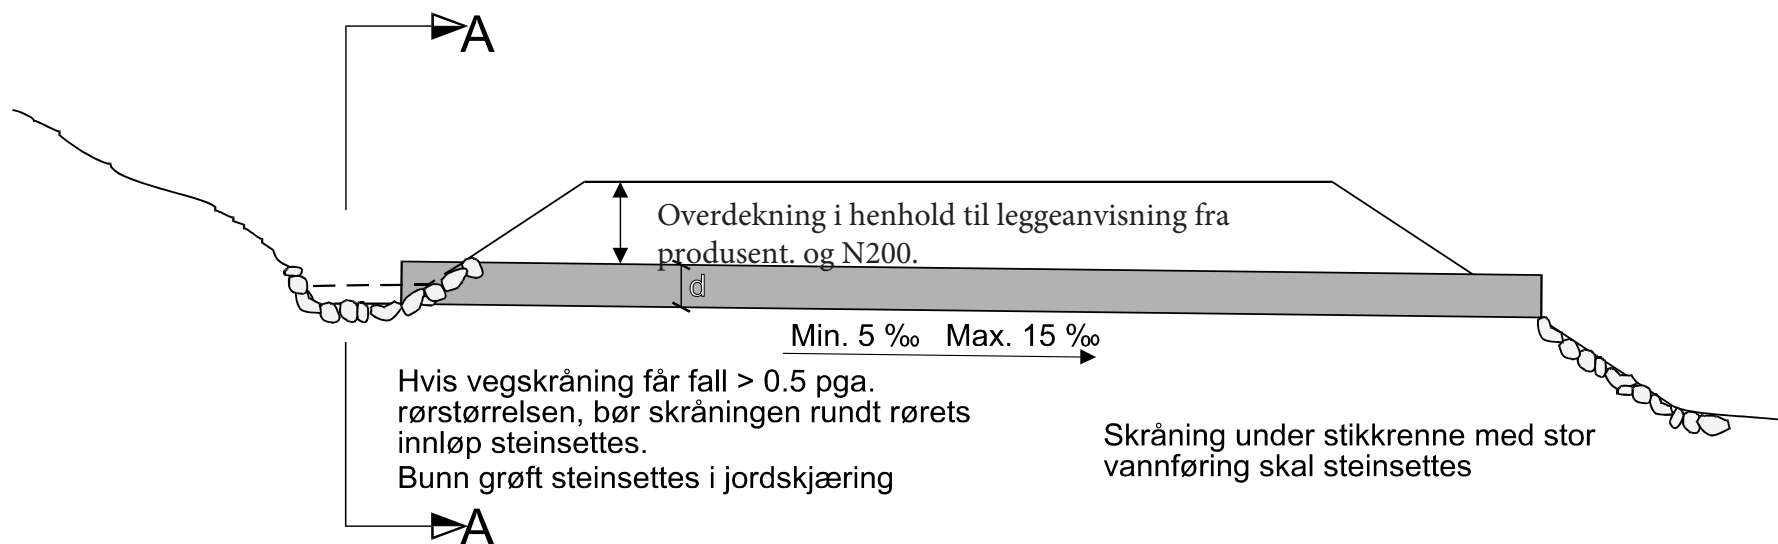 A
Overdekning i henhold til leggeanvisning fra
produsent. og N200.
d
Min. 5 ‰ Max. 15 ‰
Hvis vegskråning får fall > 0.5 pga.
rørstørrelsen, bør skråningen rundt rørets
innløp steinsettes.
Bunn grøft steinsettes i jordskjæring
Skråning under stikkrenne med stor
vannføring skal steinsettes
A